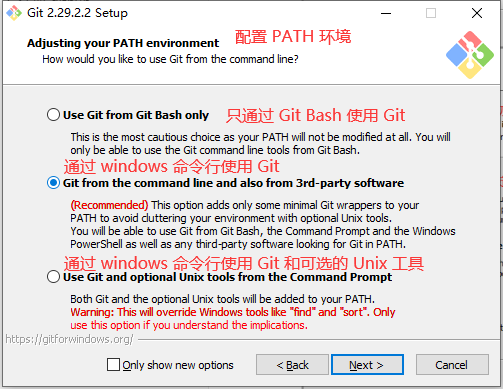 Git 2.29.2.2 Setup
Adjusting your PATH environment 配置 PATH 环境
How would you like to use Git from the command line?
Use Git from Git Bash only 只通过 Git Bash 使用 Git
This is the most cautious choice as your PATH will not be modified at all. You will
only be able to use the Git command line tools from Git Bash.
通过 windows 命令行使用 Git
Git from the command line and also from 3rd-party software
(Recommended) This option adds only some minimal Git wrappers to your
PATH to avoid cluttering your environment with optional Unix tools.
You will be able to use Git from Git Bash, the Command Prompt and the Windows
PowerShell as well as any third-party software looking for Git in PATH.
通过 windows 命令行使用 Git 和可选的 Unix 工具
Use Git and optional Unix tools from the Command Prompt
Both Git and the optional Unix tools will be added to your PATH.
Warning: This will override Windows tools like "find" and "sort". Only
use this option if you understand the implications.
https://gitforwindows.org/
Only show new options
< Back
Next >
Cancel